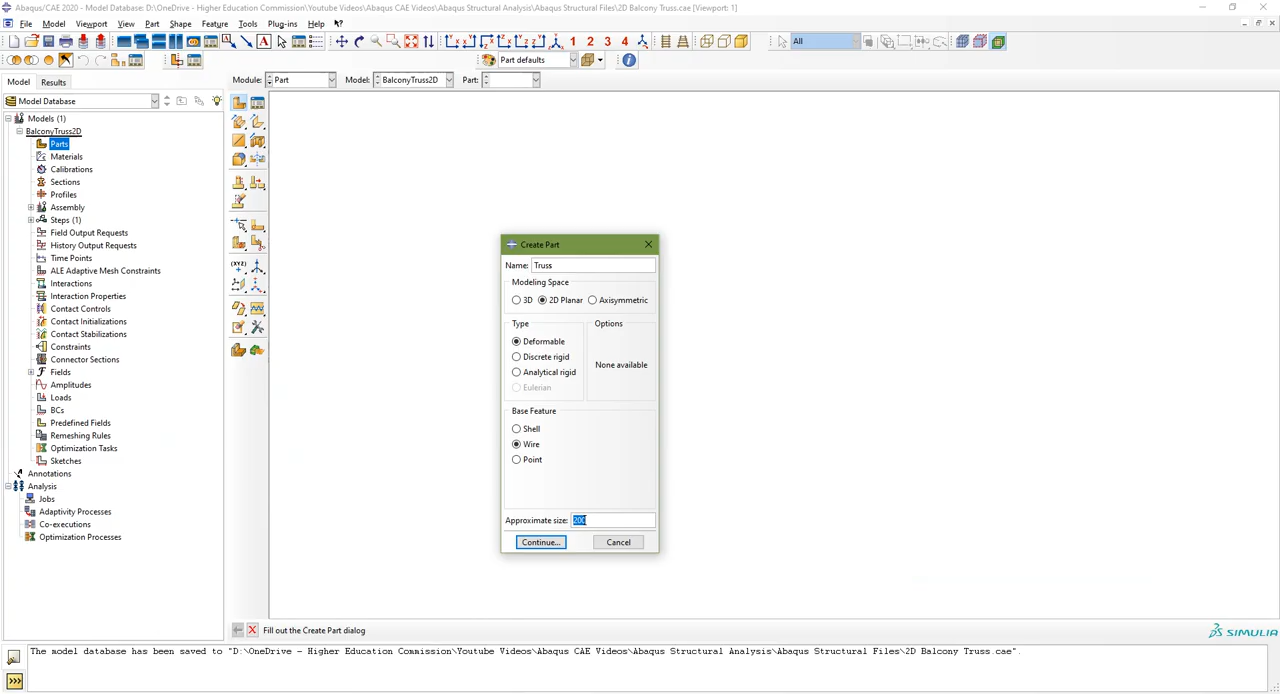 Abaqus/CAE 2020 - Model Database: D:\OneDrive - Higher Education Commission\Youtube Videos\Abaqus CAE Videos\Abaqus Structural Analysis\Abaqus Structural Files\2D Balcony Truss.cae [Viewport: 1]
File Model Viewport View Part Shape Feature Tools Plug-ins Help
1 2 3 4 All
Part defaults
Model Results Module: Part Model: BalconyTruss2D Part:
Model Database
Models (1)
BalconyTruss2D
Parts
Materials
Calibrations
Sections
Profiles
Assembly
Steps (1)
Field Output Requests
History Output Requests
Time Points
ALE Adaptive Mesh Constraints
Interactions
Interaction Properties
Contact Controls
Contact Initializations
Contact Stabilizations
Constraints
Connector Sections
Fields
Amplitudes
Loads
BCs
Predefined Fields
Remeshing Rules
Optimization Tasks
Sketches
Annotations
Analysis
Jobs
Adaptivity Processes
Co-executions
Optimization Processes
(XYZ)
Create Part
Name: Truss
Modeling Space
3D 2D Planar Axisymmetric
Type Options
Deformable
Discrete rigid
Analytical rigid
Eulerian
None available
Base Feature
Shell
Wire
Point
Approximate size: 200
Continue... Cancel
Fill out the Create Part dialog
SIMULIA
The model database has been saved to "D:\OneDrive - Higher Education Commission\Youtube Videos\Abaqus CAE Videos\Abaqus Structural Analysis\Abaqus Structural Files\2D Balcony Truss.cae".
>>>